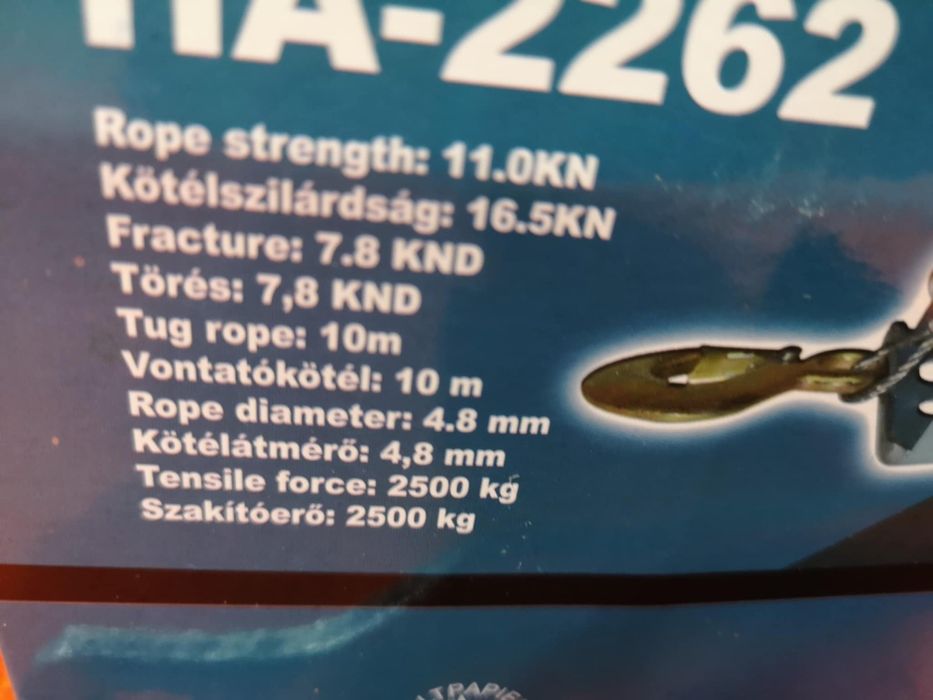 HA-2262
Rope strength: 11.0KN
Kötélszilárdság: 16.5KN
Fracture: 7.8 KND
Törés: 7,8 KND
Tug rope: 10m
Vontatókötél: 10 m
Rope diameter: 4.8 mm
Kötélátmérő: 4,8 mm
Tensile force: 2500 kg
Szakítóerő: 2500 kg